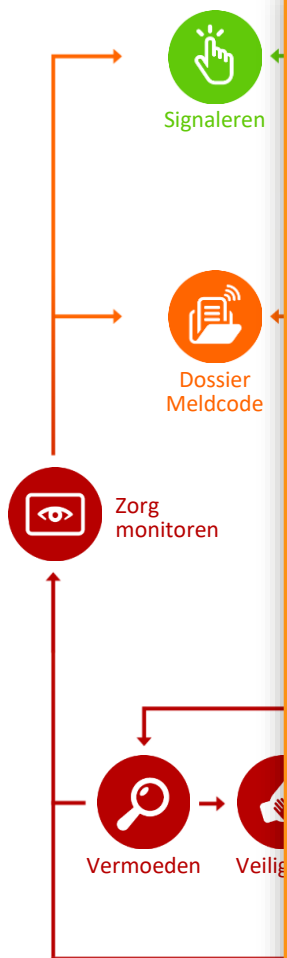 Signaleren
Dossier
Meldcode
Zorg
monitoren
Vermoeden